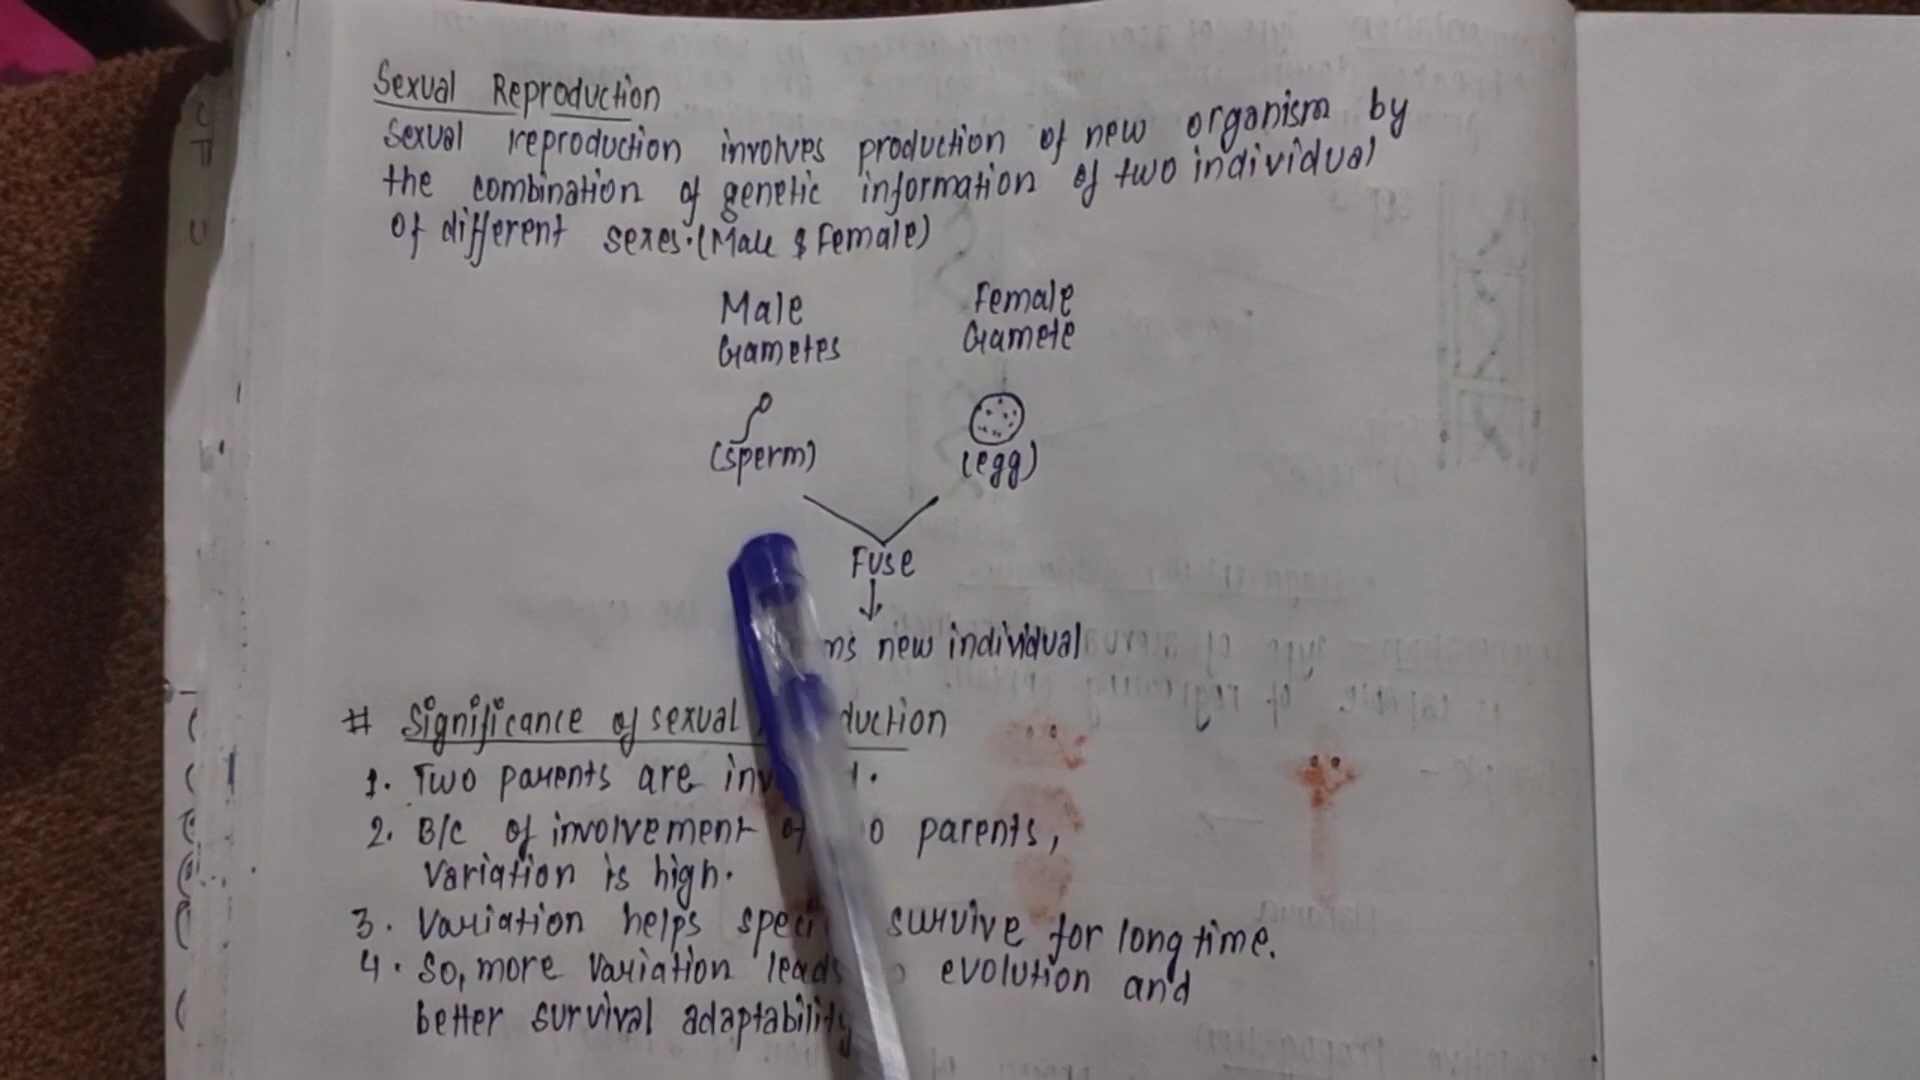 Sexual Reproduction
sexual reproduction involves production of new organism by
the combination of genetic information of two individual
of different sexes. (Male & Female)
Male Female
Gametes Gamete
(sperm) (egg)
Fuse
new individual
# Significance of sexual
1. Two parents are
2. B/c of involvement parents,
variation is high.
3. Variation helps survive for long time.
4. So, more variation leads evolution and
better survival adaptability